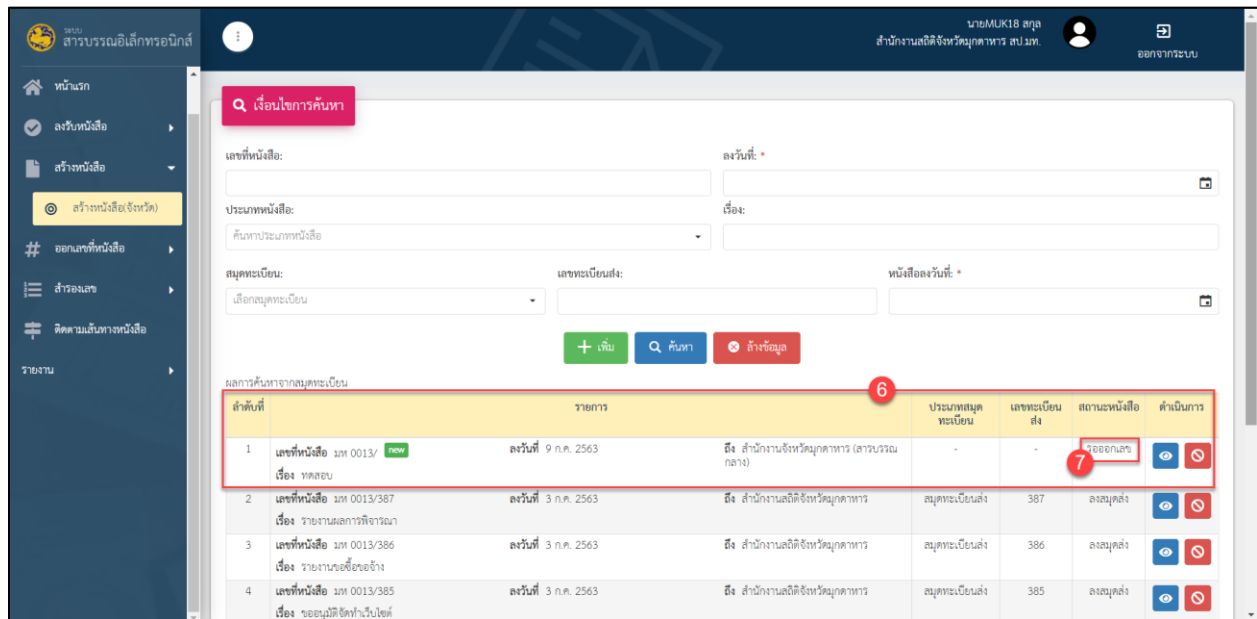 ระบบ
สารบรรณอิเล็กทรอนิกส์
นายMUK18 สกุล
สำนักงานสถิติจังหวัดมุกดาหาร สป.มท.
ออกจากระบบ
หน้าแรก
ลงรับหนังสือ
สร้างหนังสือ
สร้างหนังสือ(จังหวัด)
ออกเลขที่หนังสือ
สำรองเลข
ติดตามเส้นทางหนังสือ
รายงาน
เงื่อนไขการค้นหา
เลขที่หนังสือ: ลงวันที่: *
ประเภทหนังสือ: เรื่อง:
ค้นหาประเภทหนังสือ
สมุดทะเบียน: เลขทะเบียนส่ง: หนังสือลงวันที่: *
เลือกสมุดทะเบียน
เพิ่ม ค้นหา ล้างข้อมูล
ผลการค้นหาจากสมุดทะเบียน
6
ลำดับที่ รายการ ประเภทสมุด เลขทะเบียน สถานะหนังสือ ดำเนินการ
ทะเบียน ส่ง
1 เลขที่หนังสือ มท 0013/ new ลงวันที่ 9 ก.ค. 2563 ถึง สำนักงานจังหวัดมุกดาหาร (สารบรรณ - - รอออกเลข
กลาง) 7
เรื่อง ทดสอบ
2 เลขที่หนังสือ มท 0013/387 ลงวันที่ 3 ก.ค. 2563 ถึง สำนักงานสถิติจังหวัดมุกดาหาร สมุดทะเบียนส่ง 387 ลงสมุดส่ง
เรื่อง รายงานผลการพิจารณา
3 เลขที่หนังสือ มท 0013/386 ลงวันที่ 3 ก.ค. 2563 ถึง สำนักงานสถิติจังหวัดมุกดาหาร สมุดทะเบียนส่ง 386 ลงสมุดส่ง
เรื่อง รายงานขอซื้อขอจ้าง
4 เลขที่หนังสือ มท 0013/385 ลงวันที่ 3 ก.ค. 2563 ถึง สำนักงานสถิติจังหวัดมุกดาหาร สมุดทะเบียนส่ง 385 ลงสมุดส่ง
เรื่อง ขออนุมัติจัดทำเว็บไซต์